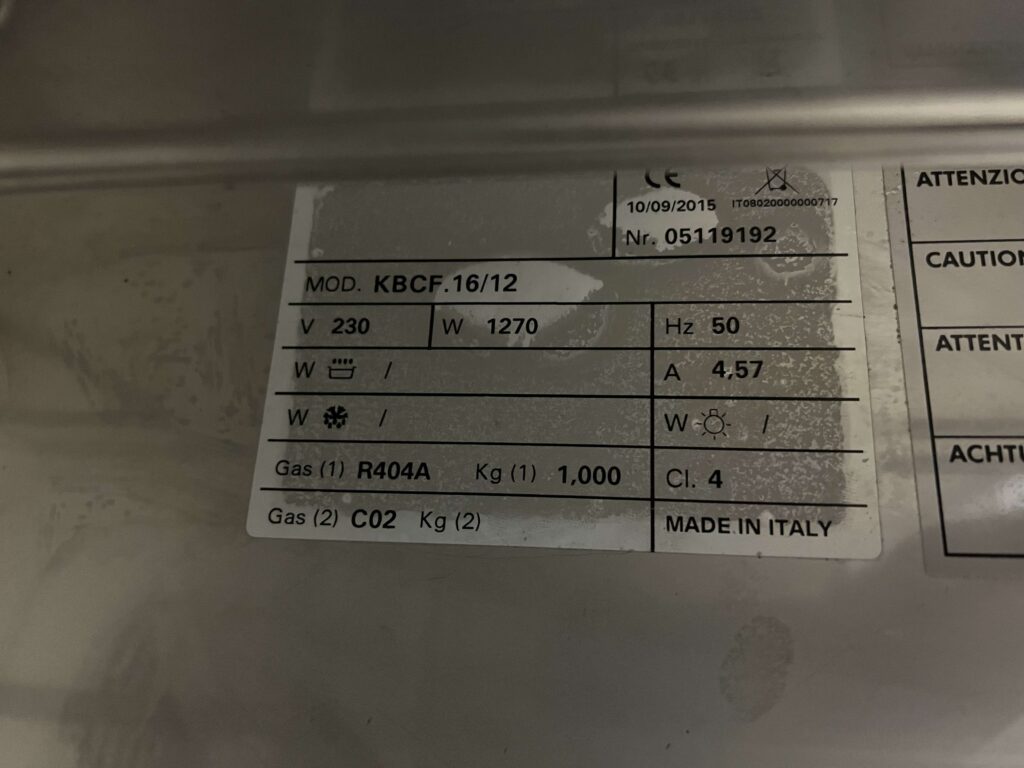 CE
10/09/2015 IT08020000000717
Nr. 05119192
MOD. KBCF.16/12
V 230 W 1270 Hz 50
W / A 4,57
W / W /
Gas (1) R404A Kg (1) 1,000 Cl. 4
Gas (2) C02 Kg (2) MADE IN ITALY
ATTENZIO
CAUTION
ATTENT
ACHTU